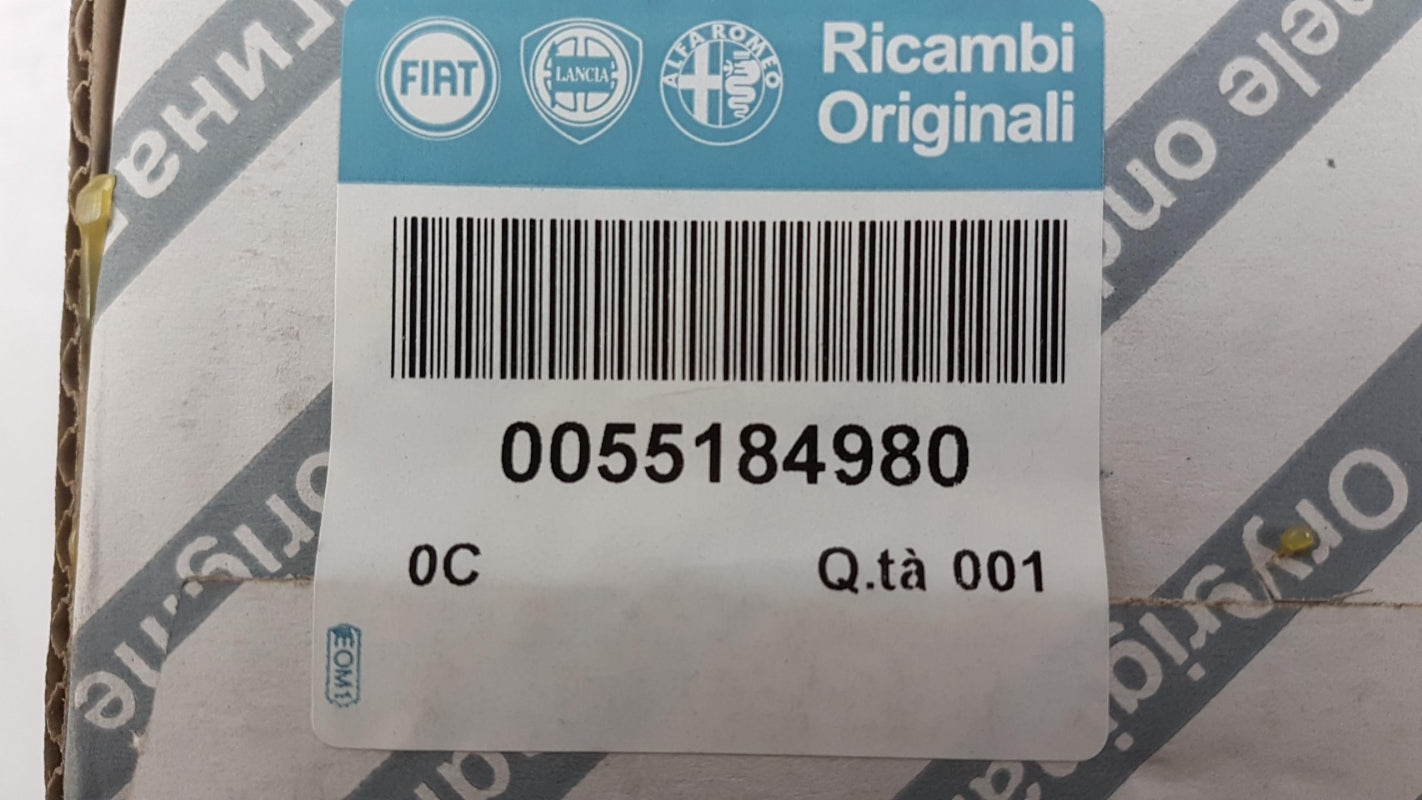 FIAT
LANCIA
ALFA ROMEO
Ricambi
Originali
0055184980
0C
Q.tà 001
EOM1